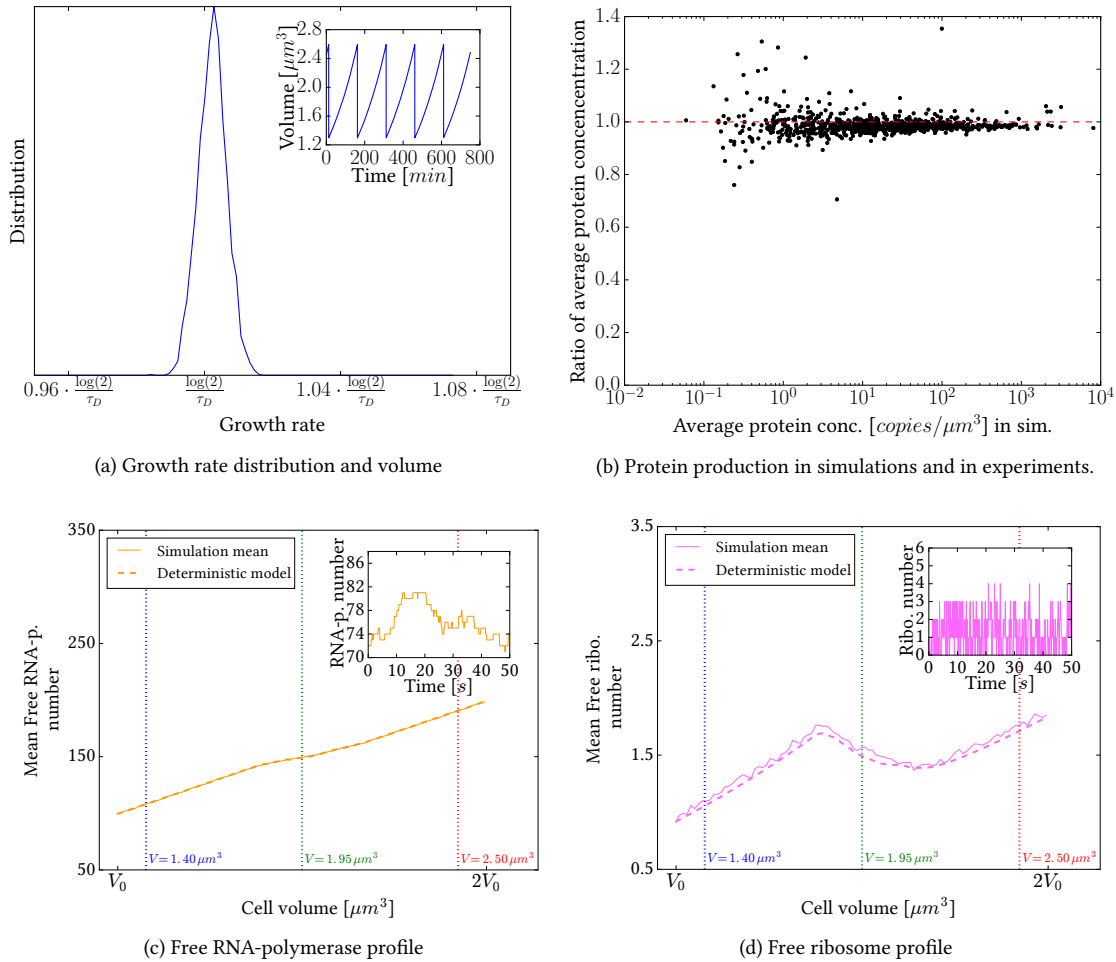 Distribution
2.8
2.4
2.0
1.6
1.2
Volume [μm³]
0 200 400 600 800
Time [min]
0.96 · log(2)/τ_D
log(2)/τ_D
1.04 · log(2)/τ_D
1.08 · log(2)/τ_D
Growth rate
(a) Growth rate distribution and volume
Ratio of average protein concentration
1.4
1.2
1.0
0.8
0.6
0.4
0.2
0.0
10⁻² 10⁻¹ 10⁰ 10¹ 10² 10³ 10⁴
Average protein conc. [copies/μm³] in sim.
(b) Protein production in simulations and in experiments.
Mean Free RNA-p.
number
350
250
150
50
Simulation mean
Deterministic model
RNA-p. number
86
82
78
74
70
0 10 20 30 40 50
Time [s]
V = 1.40 μm³
V = 1.95 μm³
V = 2.50 μm³
V₀ 2V₀
Cell volume [μm³]
(c) Free RNA-polymerase profile
Mean Free ribo.
number
3.5
2.5
1.5
0.5
Simulation mean
Deterministic model
Ribo. number
6
5
4
3
2
1
0
0 10 20 30 40 50
Time [s]
V = 1.40 μm³
V = 1.95 μm³
V = 2.50 μm³
V₀ 2V₀
Cell volume [μm³]
(d) Free ribosome profile